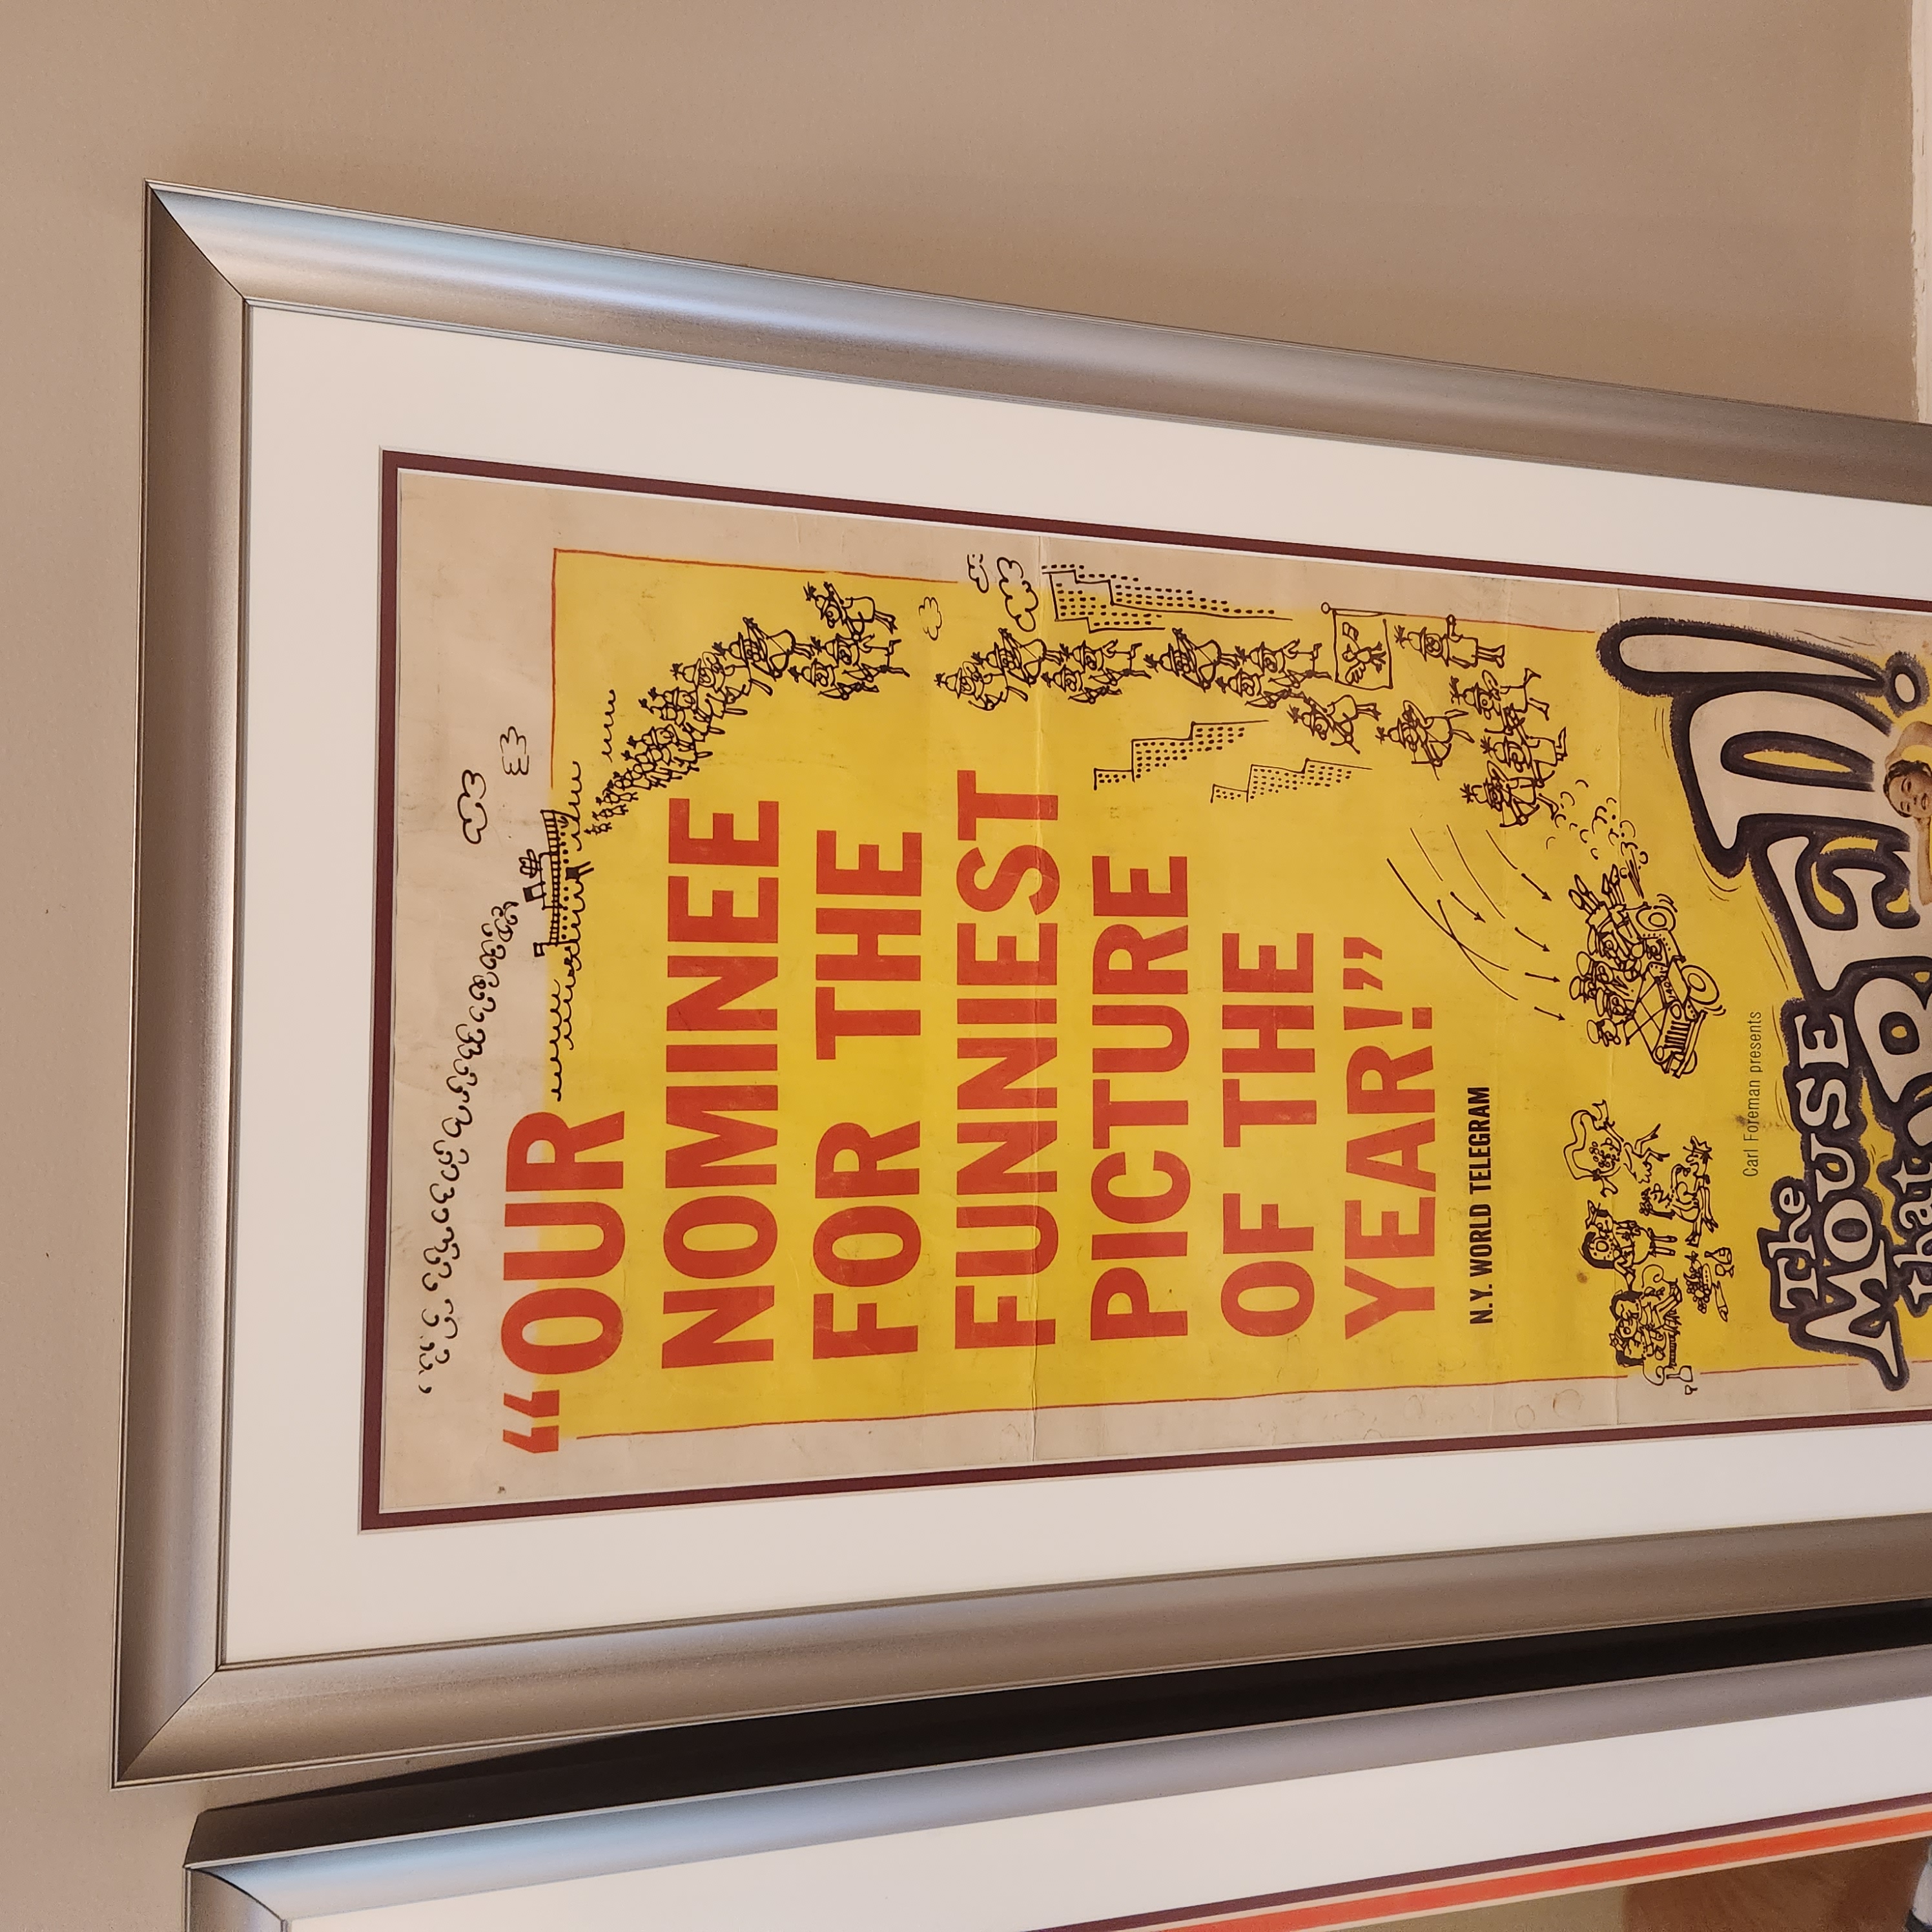 “OUR
NOMINEE
FOR THE
FUNNIEST
PICTURE
OF THE
YEAR!”
N.Y. WORLD TELEGRAM
Carl Foreman presents
The
MOUSE
that